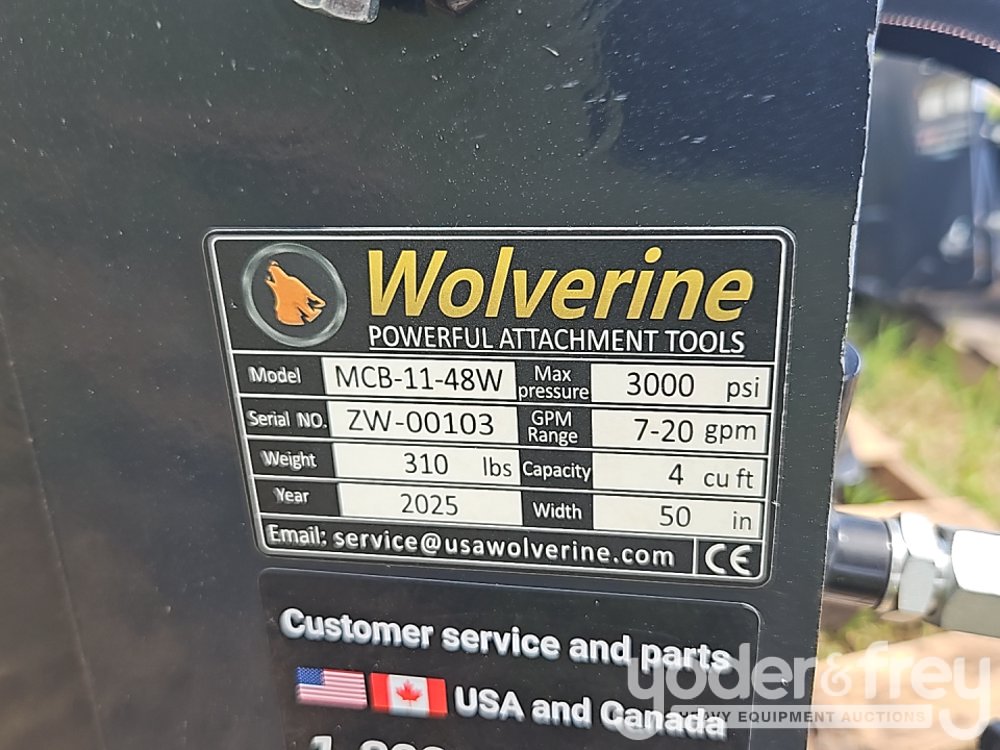 Wolverine
POWERFUL ATTACHMENT TOOLS
Model MCB-11-48W Max pressure 3000 psi
Serial NO. ZW-00103 GPM Range 7-20 gpm
Weight 310 lbs Capacity 4 cu ft
Year 2025 Width 50 in
Email: service@usawolverine.com CE
Customer service and parts
USA and Canada
yoder&frey
HEAVY EQUIPMENT AUCTIONS